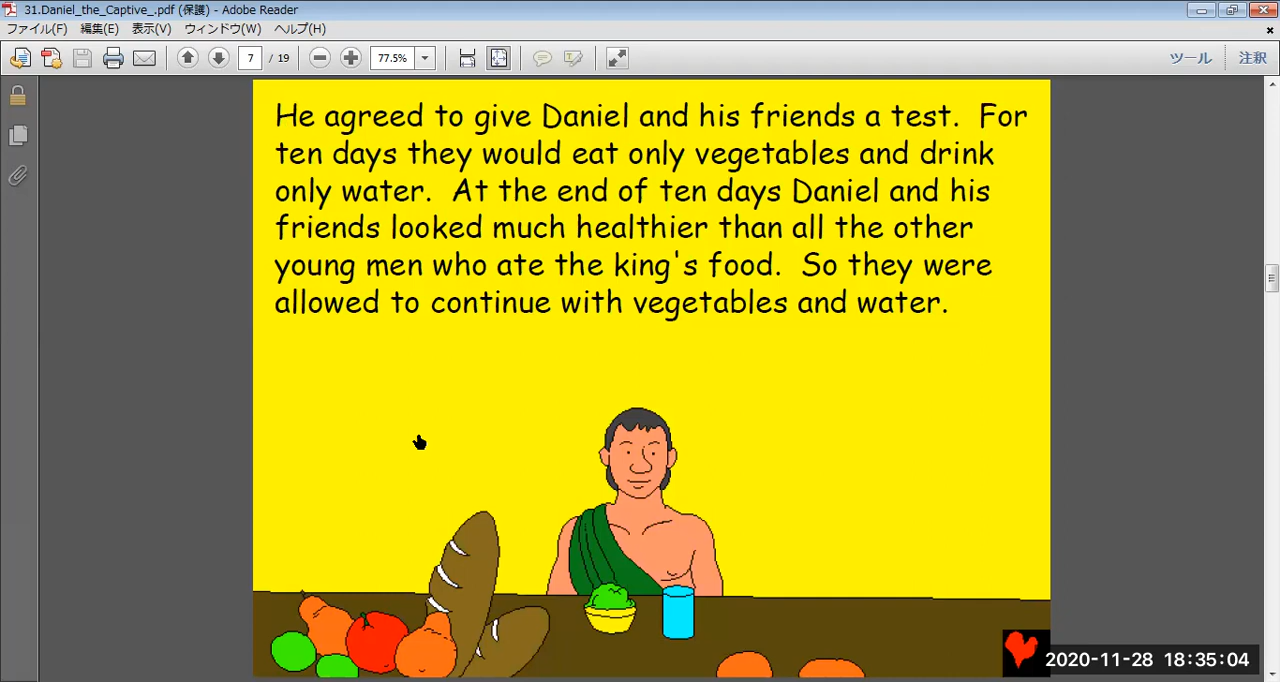 31.Daniel_the_Captive_.pdf (保護) - Adobe Reader
ファイル(F) 編集(E) 表示(V) ウィンドウ(W) ヘルプ(H)
7 / 19 77.5% ツール 注釈
He agreed to give Daniel and his friends a test. For
ten days they would eat only vegetables and drink
only water. At the end of ten days Daniel and his
friends looked much healthier than all the other
young men who ate the king's food. So they were
allowed to continue with vegetables and water.
2020-11-28 18:35:04